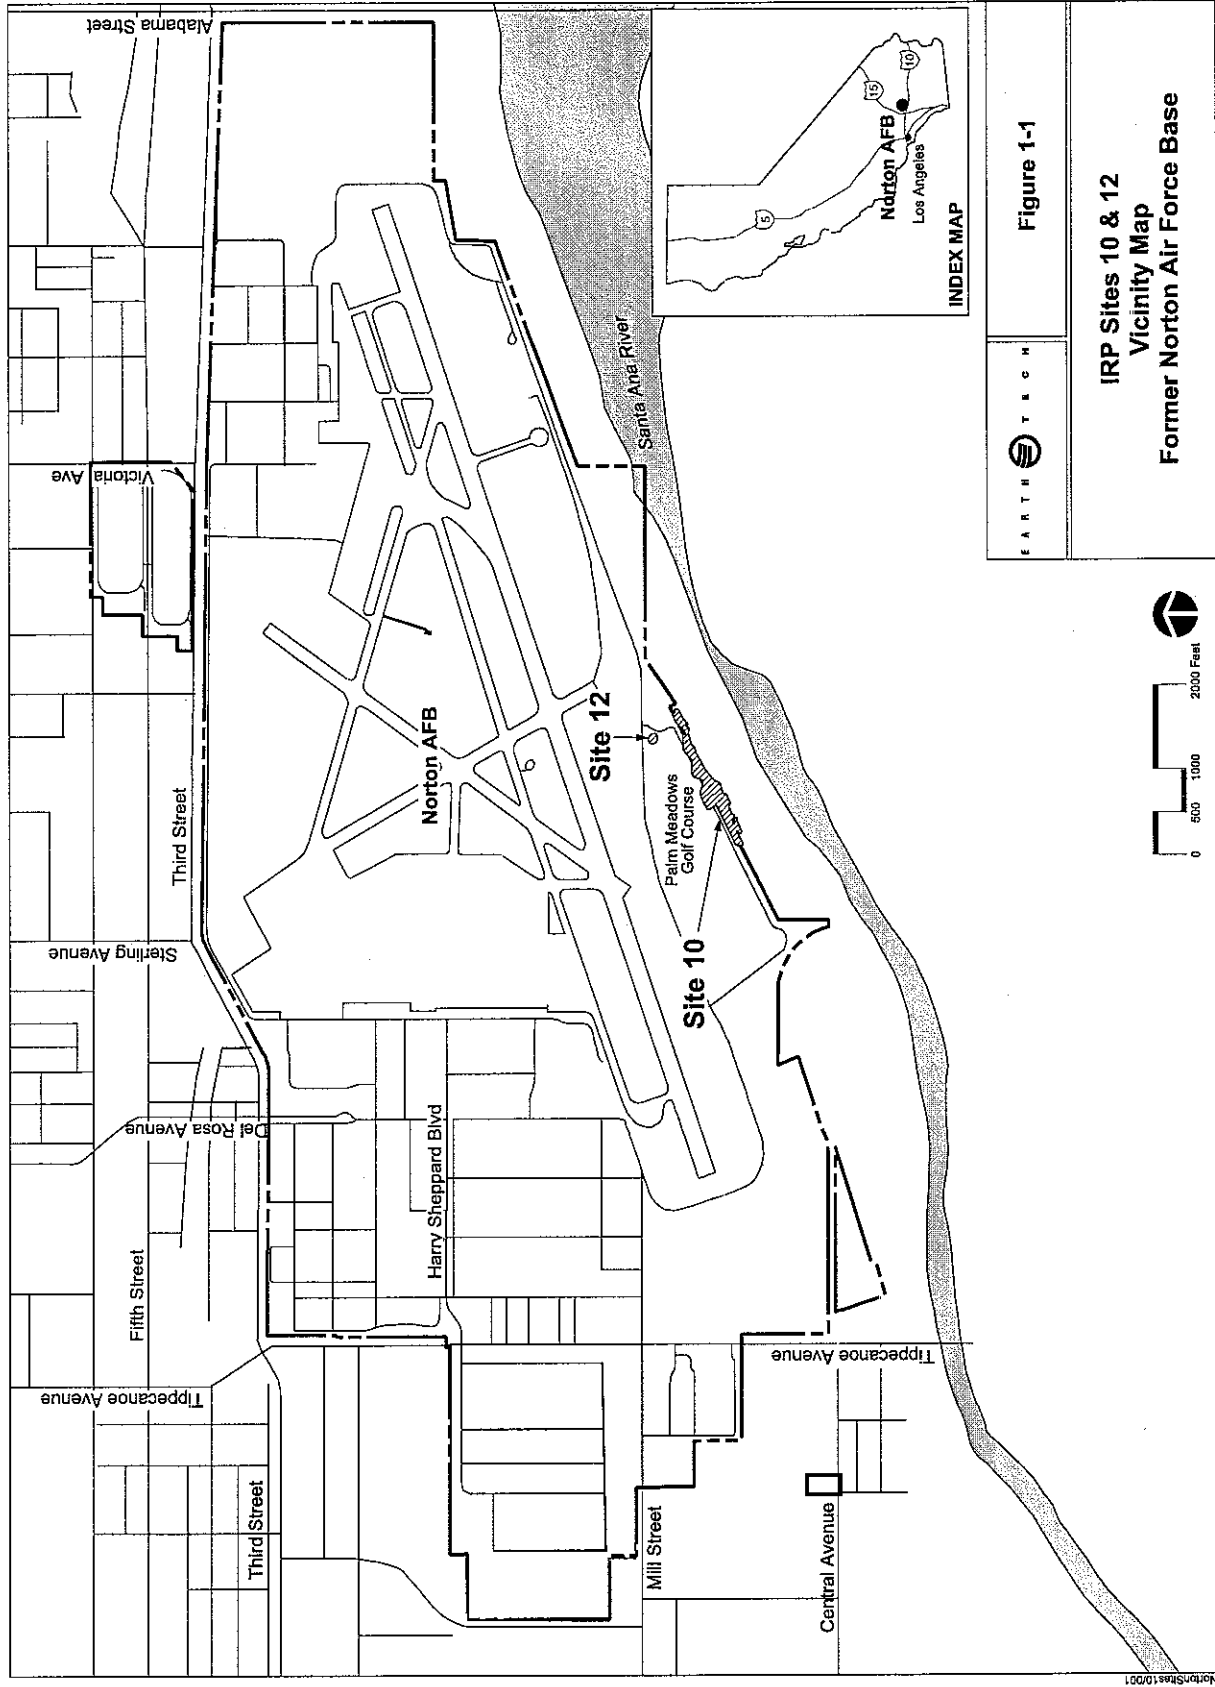 Alabama Street
Victoria Ave
Third Street
Sterling Avenue
Del Rosa Avenue
Fifth Street
Tippecanoe Avenue
Third Street
Norton AFB
Harry Sheppard Blvd
Site 12
Palm Meadows
Golf Course
Site 10
Santa Ana River
Mill Street
Tippecanoe Avenue
Central Avenue
5
15
10
Norton AFB
Los Angeles
INDEX MAP
0 500 1000 2000 Feet
EARTH TECH
Figure 1-1
IRP Sites 10 & 12
Vicinity Map
Former Norton Air Force Base
NortonSites10/001